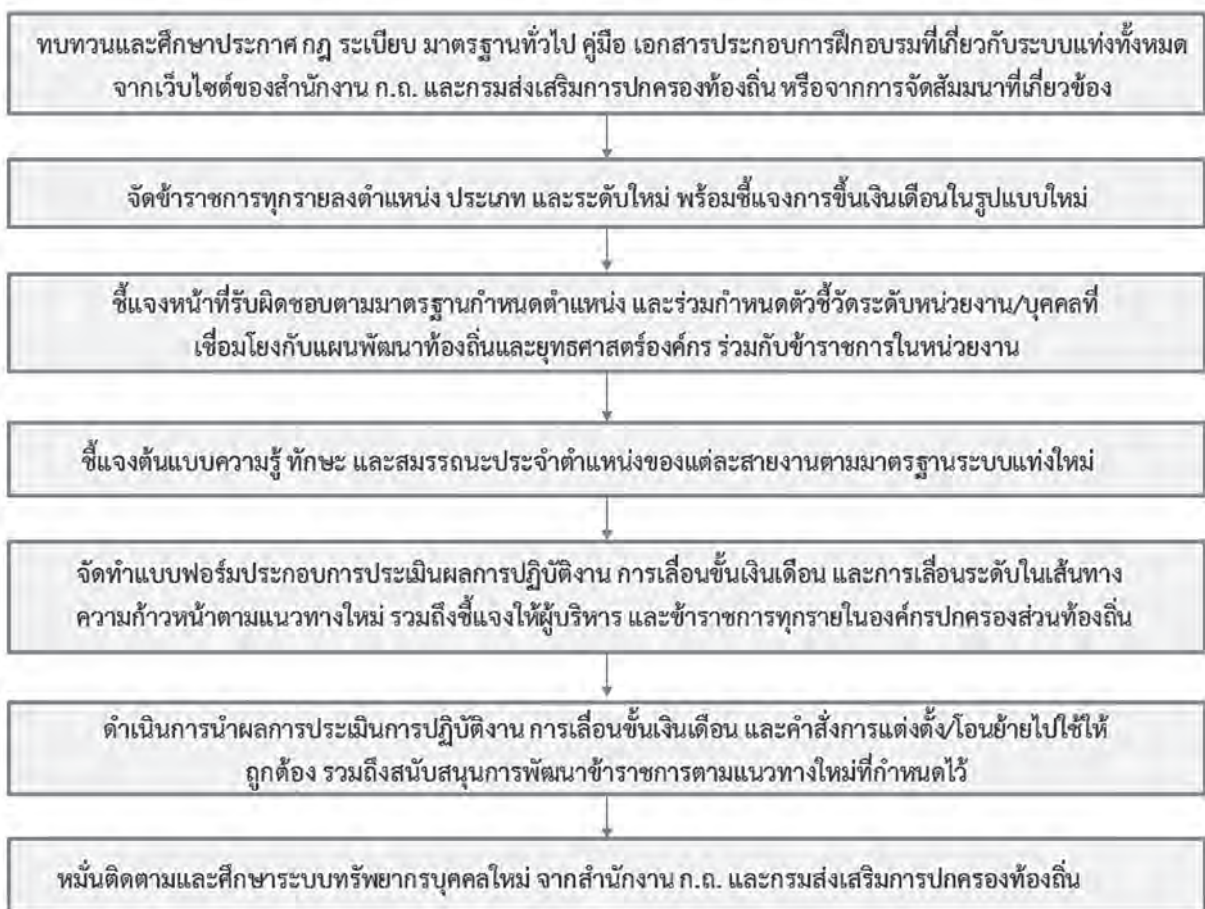 ทบทวนและศึกษาประกาศ กฎ ระเบียบ มาตรฐานทั่วไป คู่มือ เอกสารประกอบการฝึกอบรมที่เกี่ยวกับระบบแท่งทั้งหมด
จากเว็บไซต์ของสำนักงาน ก.ถ. และกรมส่งเสริมการปกครองท้องถิ่น หรือจากการจัดสัมมนาที่เกี่ยวข้อง
จัดข้าราชการทุกรายลงตำแหน่ง ประเภท และระดับใหม่ พร้อมชี้แจงการขึ้นเงินเดือนในรูปแบบใหม่
ชี้แจงหน้าที่รับผิดชอบตามมาตรฐานกำหนดตำแหน่ง และร่วมกำหนดตัวชี้วัดระดับหน่วยงาน/บุคคลที่
เชื่อมโยงกับแผนพัฒนาท้องถิ่นและยุทธศาสตร์องค์กร ร่วมกับข้าราชการในหน่วยงาน
ชี้แจงต้นแบบความรู้ ทักษะ และสมรรถนะประจำตำแหน่งของแต่ละสายงานตามมาตรฐานระบบแท่งใหม่
จัดทำแบบฟอร์มประกอบการประเมินผลการปฏิบัติงาน การเลื่อนขั้นเงินเดือน และการเลื่อนระดับในเส้นทาง
ความก้าวหน้าตามแนวทางใหม่ รวมถึงชี้แจงให้ผู้บริหาร และข้าราชการทุกรายในองค์กรปกครองส่วนท้องถิ่น
ดำเนินการนำผลการประเมินการปฏิบัติงาน การเลื่อนขั้นเงินเดือน และคำสั่งการแต่งตั้ง/โอนย้ายไปใช้ให้
ถูกต้อง รวมถึงสนับสนุนการพัฒนาข้าราชการตามแนวทางใหม่ที่กำหนดไว้
หมั่นติดตามและศึกษาระบบทรัพยากรบุคคลใหม่ จากสำนักงาน ก.ถ. และกรมส่งเสริมการปกครองท้องถิ่น